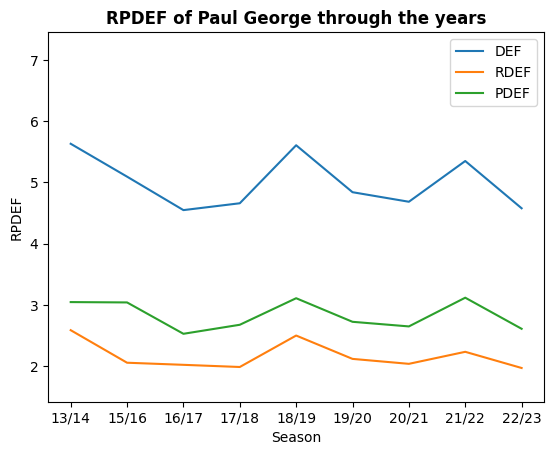 RPDEF of Paul George through the years
DEF
RDEF
PDEF
7
6
5
4
3
2
RPDEF
13/14 15/16 16/17 17/18 18/19 19/20 20/21 21/22 22/23
Season